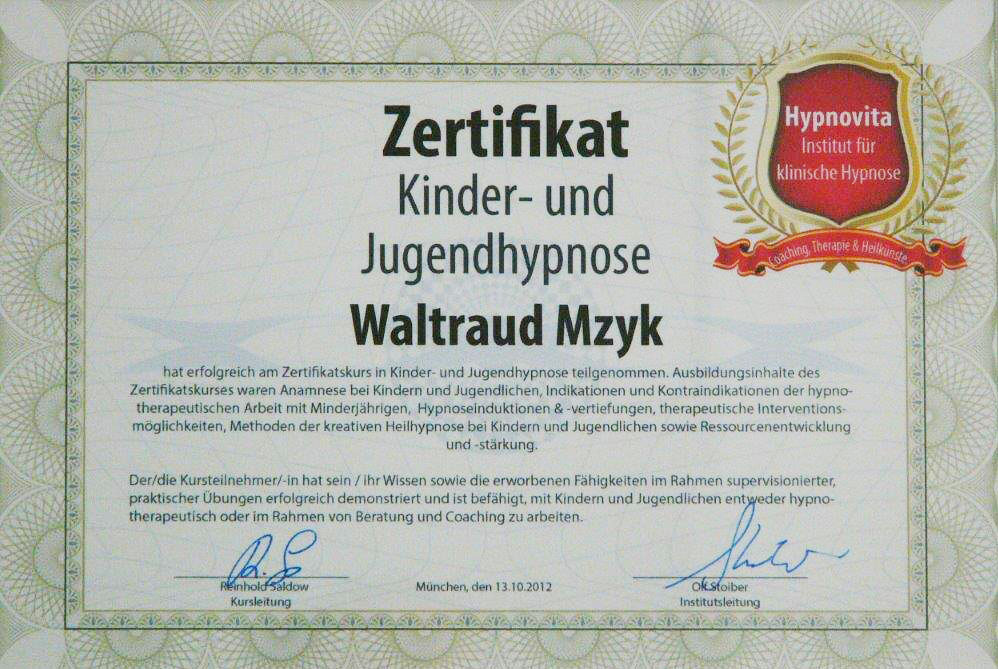 Zertifikat
Kinder- und
Jugendhypnose
Waltraud Mzyk
Hypnovita
Institut für
klinische Hypnose
Coaching, Therapie & Heilkünste
hat erfolgreich am Zertifikatskurs in Kinder- und Jugendhypnose teilgenommen. Ausbildungsinhalte des
Zertifikatskurses waren Anamnese bei Kindern und Jugendlichen, Indikationen und Kontraindikationen der hypno-
therapeutischen Arbeit mit Minderjährigen, Hypnoseinduktionen & -vertiefungen, therapeutische Interventions-
möglichkeiten, Methoden der kreativen Heilhypnose bei Kindern und Jugendlichen sowie Ressourcenentwicklung
und -stärkung.
Der/die Kursteilnehmer/-in hat sein / ihr Wissen sowie die erworbenen Fähigkeiten im Rahmen supervisionierter,
praktischer Übungen erfolgreich demonstriert und ist befähigt, mit Kindern und Jugendlichen entweder hypno-
therapeutisch oder im Rahmen von Beratung und Coaching zu arbeiten.
Reinhold Saldow
Kursleitung
München, den 13.10.2012
Stoiber
Institutsleitung